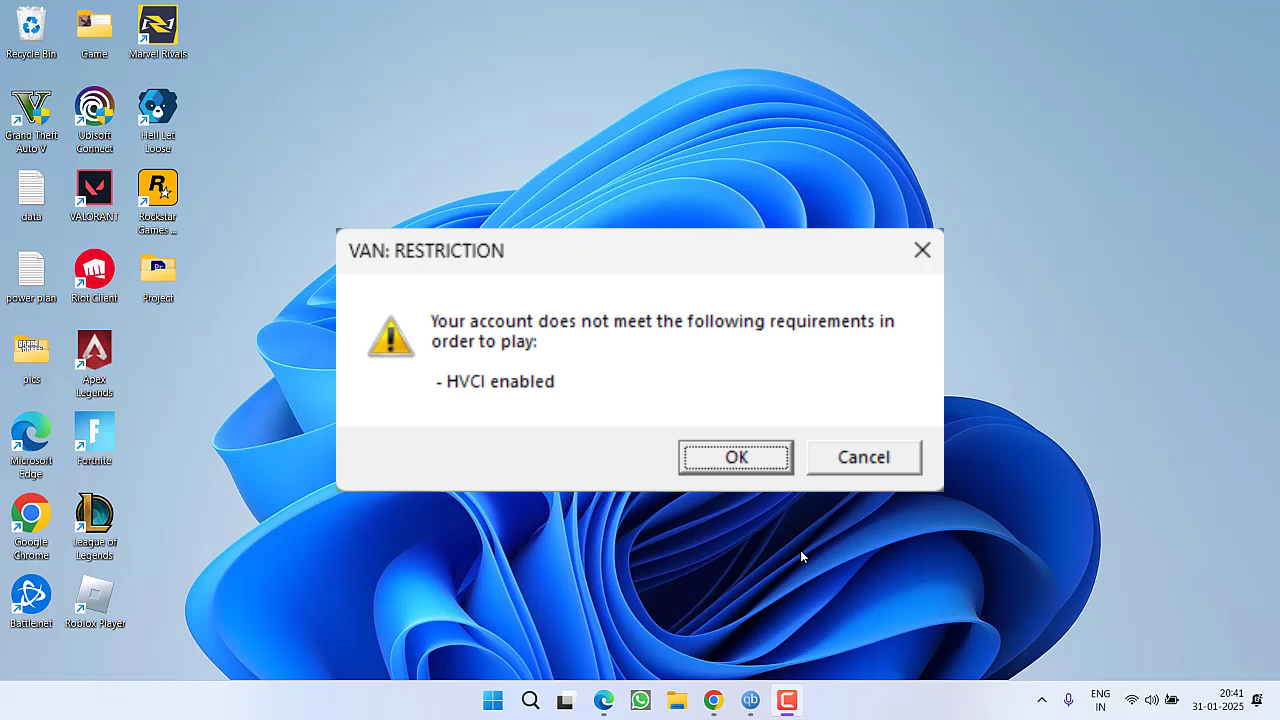 Recycle Bin
Game
Marvel Rivals
Grand Theft
Auto V
Ubisoft
Connect
Hell Let
Loose
data
VALORANT
Rockstar
Games ...
power plan
Riot Client
Project
pics
Apex
Legends
Microsoft
Edge
Fortnite
Google
Chrome
League of
Legends
Battle.net
Roblox Player
VAN: RESTRICTION
Your account does not meet the following requirements in
order to play:
- HVCI enabled
OK
Cancel
ENG
IN
20:41
31-01-2025